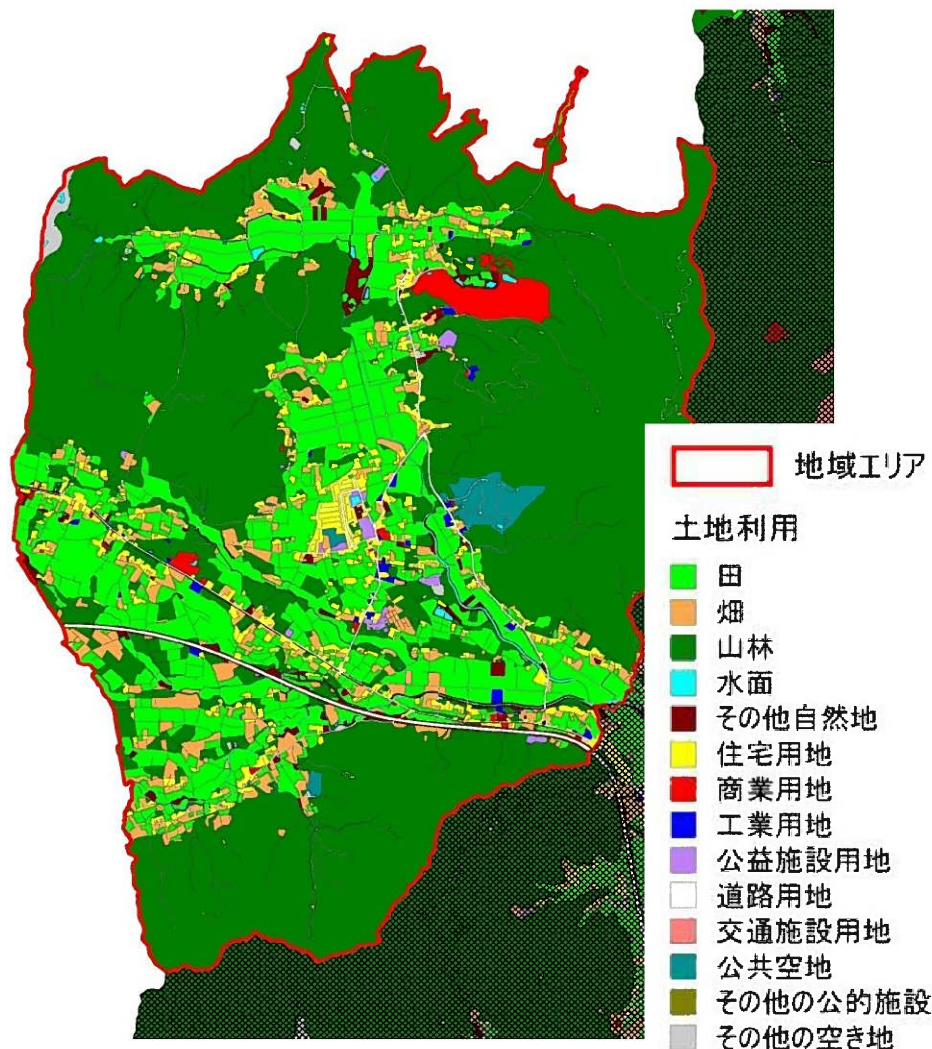 地域エリア
土地利用
田
畑
山林
水面
その他自然地
住宅用地
商業用地
工業用地
公益施設用地
道路用地
交通施設用地
公共空地
その他の公的施設
その他の空き地